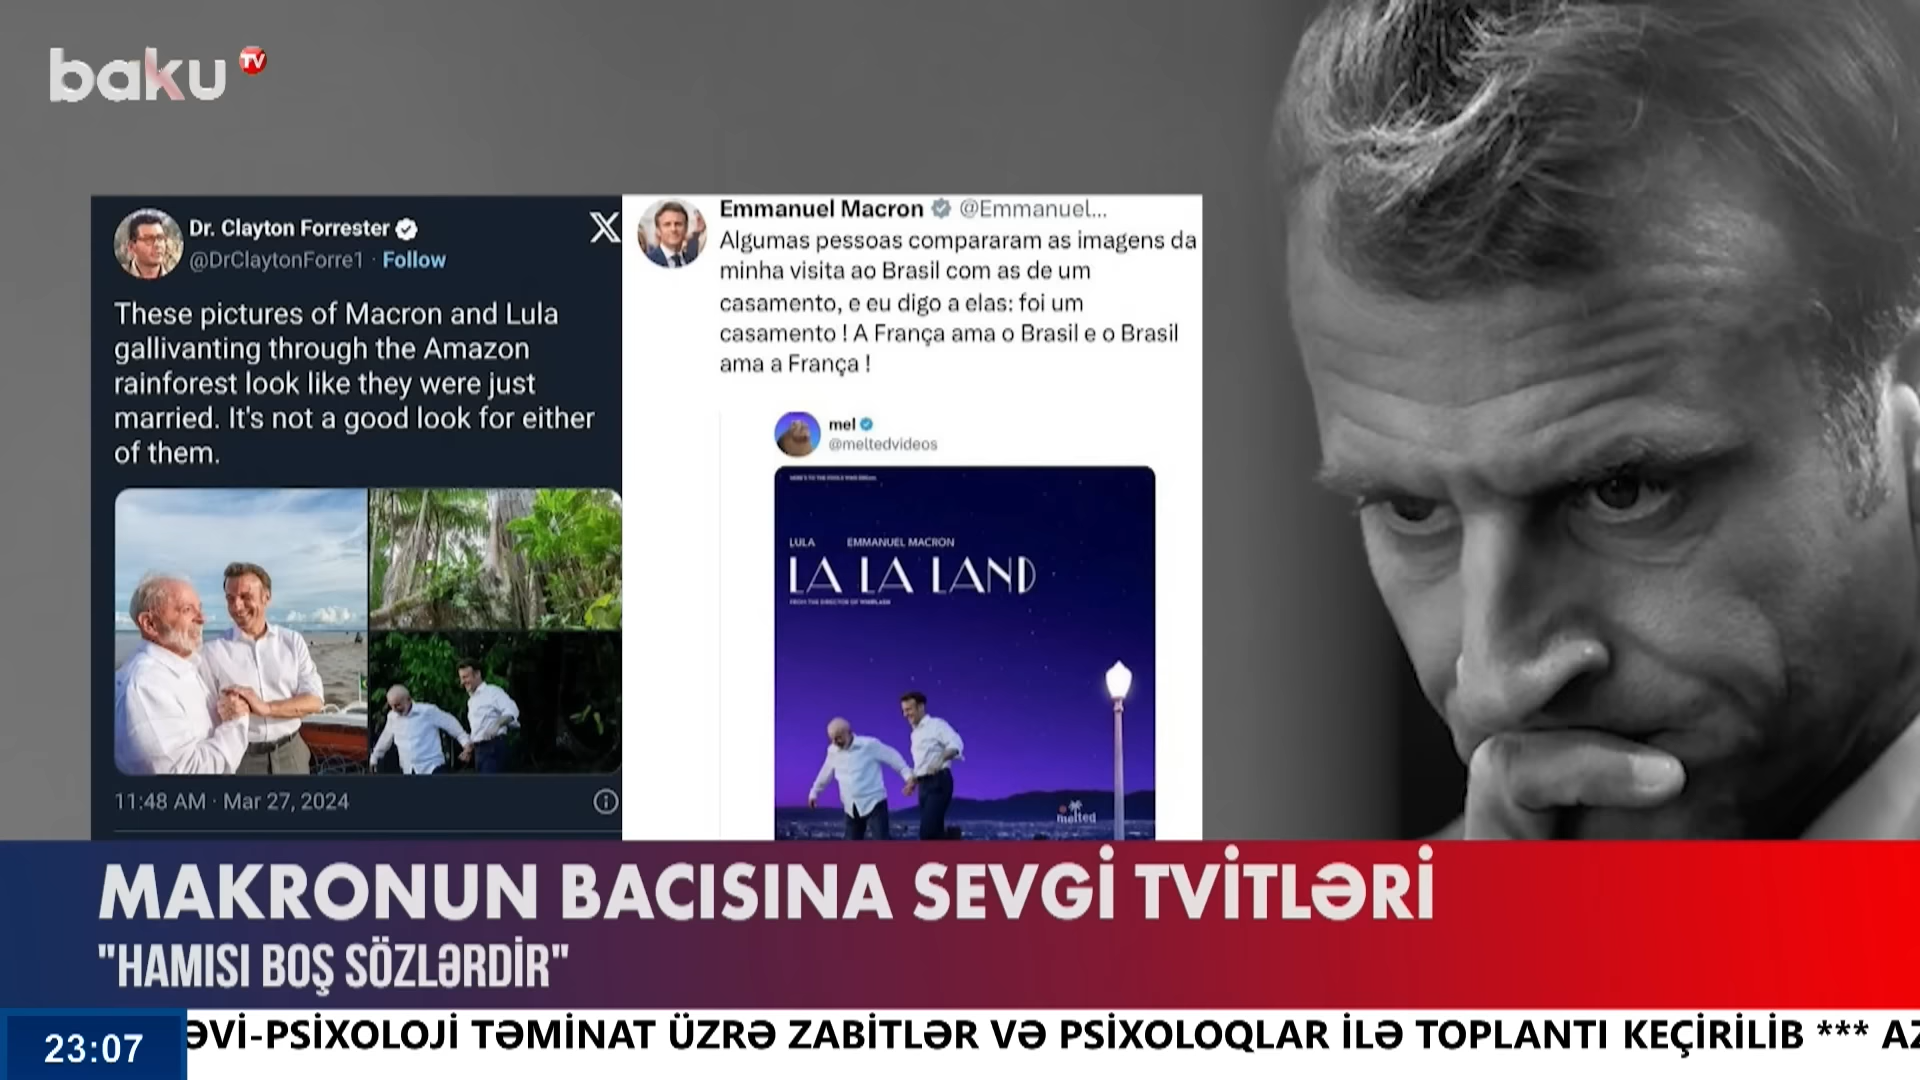 baku TV
Dr. Clayton Forrester
@DrClaytonForre1 · Follow
X
These pictures of Macron and Lula
gallivanting through the Amazon
rainforest look like they were just
married. It's not a good look for either
of them.
11:48 AM · Mar 27, 2024
Emmanuel Macron @Emmanuel...
Algumas pessoas compararam as imagens da
minha visita ao Brasil com as de um
casamento, e eu digo a elas: foi um
casamento ! A França ama o Brasil e o Brasil
ama a França !
mel
@meltedvideos
LULA EMMANUEL MACRON
LA LA LAND
melted
MAKRONUN BACISINA SEVGİ TVİTLƏRİ
"HAMISI BOŞ SÖZLƏRDİR"
23:07
ƏVİ-PSİXOLOJİ TƏMİNAT ÜZRƏ ZABİTLƏR VƏ PSİXOLOQLAR İLƏ TOPLANTI KEÇİRİLİB *** AZ